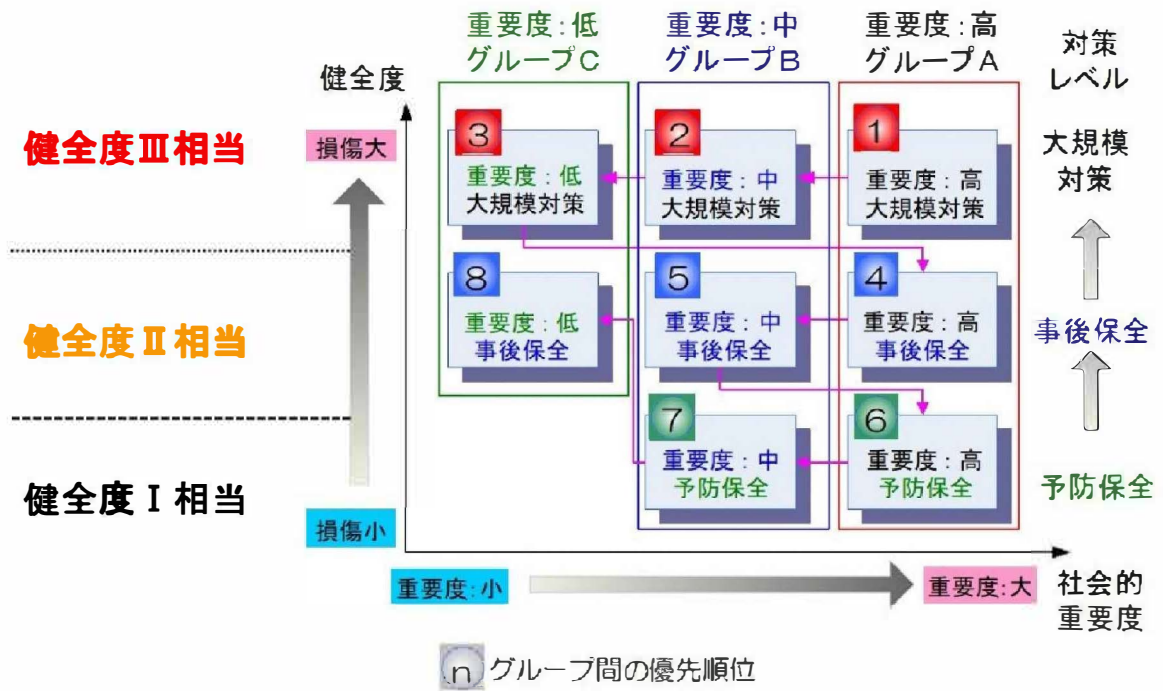 重要度:低
グループC
重要度:中
グループB
重要度:高
グループA
対策
レベル
健全度
健全度Ⅲ相当
損傷大
3
重要度:低
大規模対策
2
重要度:中
大規模対策
1
重要度:高
大規模対策
大規模
対策
健全度Ⅱ相当
8
重要度:低
事後保全
5
重要度:中
事後保全
4
重要度:高
事後保全
事後保全
健全度Ⅰ相当
損傷小
7
重要度:中
予防保全
6
重要度:高
予防保全
予防保全
重要度:小
重要度:大
社会的
重要度
n グループ間の優先順位